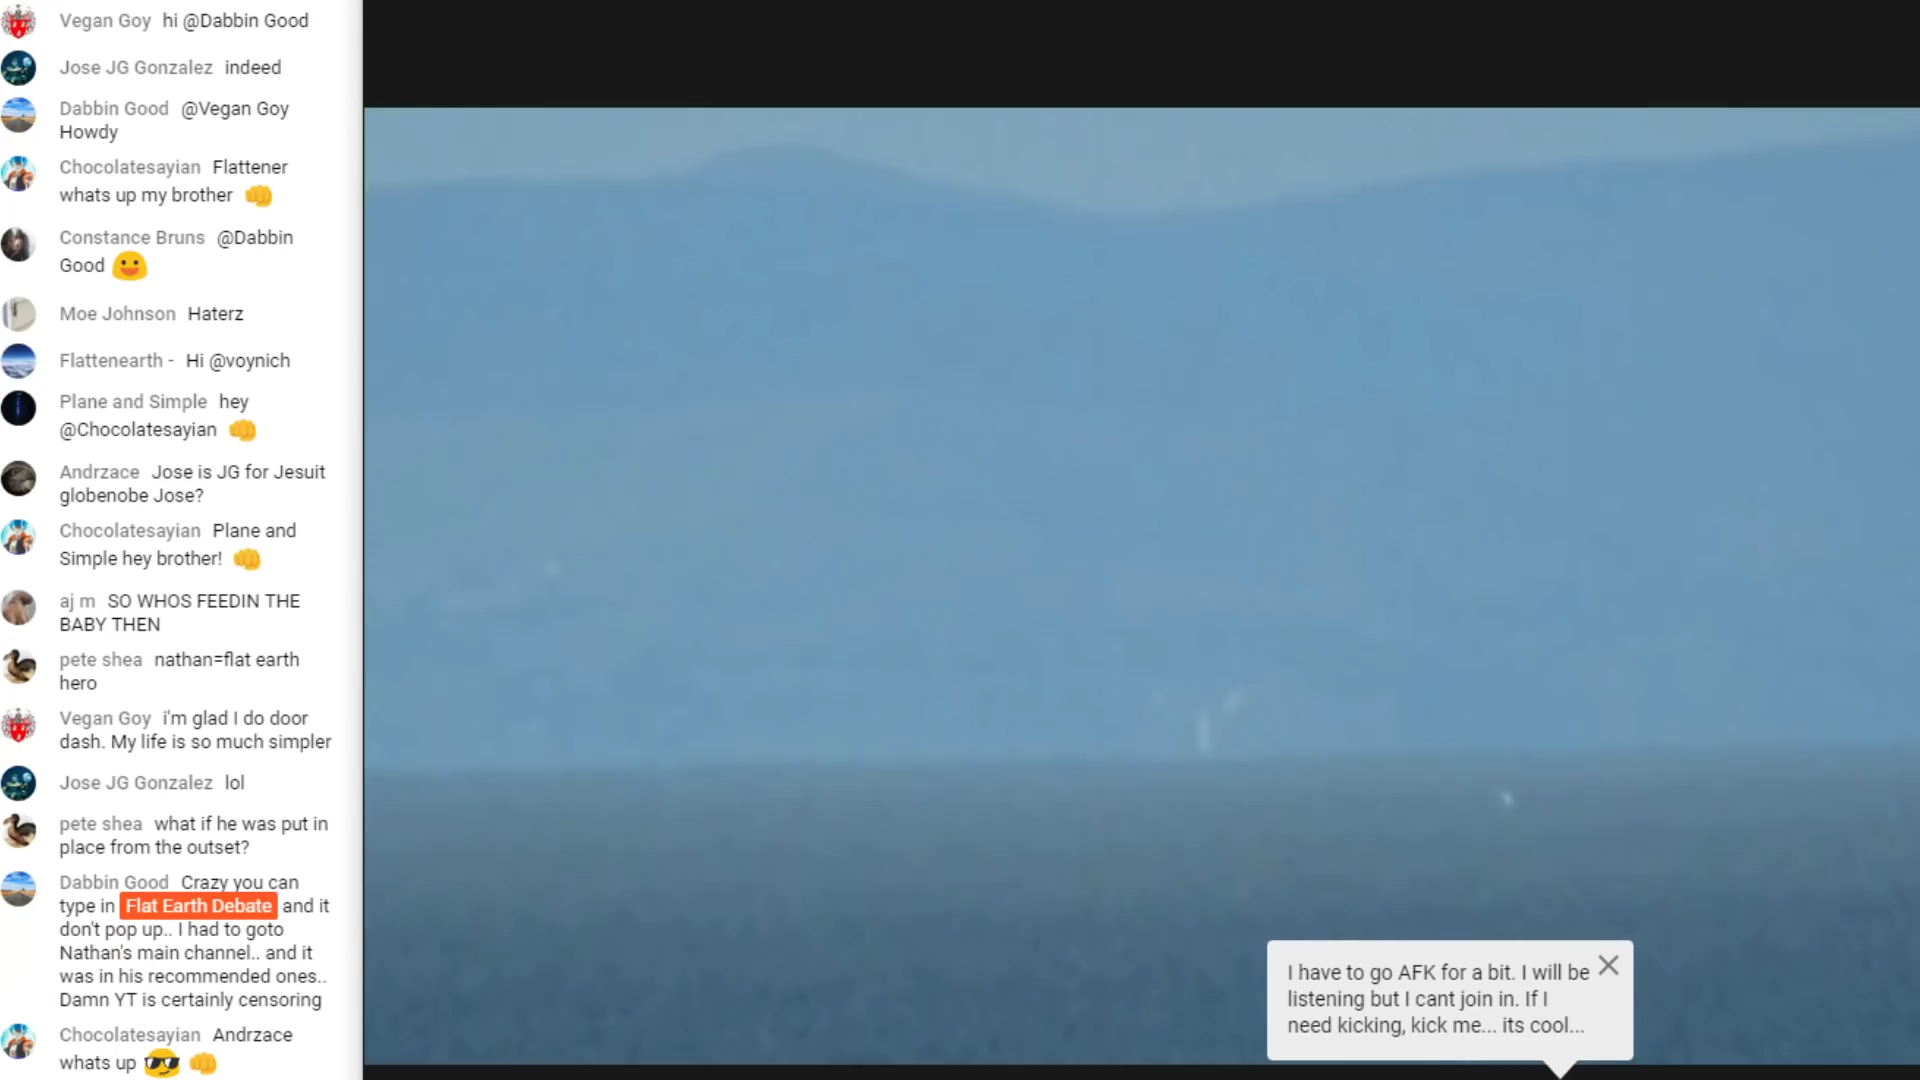 Vegan Goy hi @Dabbin Good
Jose JG Gonzalez indeed
Dabbin Good @Vegan Goy
Howdy
Chocolatesayian Flattener
whats up my brother
Constance Bruns @Dabbin
Good
Moe Johnson Haterz
Flattenearth - Hi @voynich
Plane and Simple hey
@Chocolatesayian
Andrzace Jose is JG for Jesuit
globenobe Jose?
Chocolatesayian Plane and
Simple hey brother!
aj m SO WHOS FEEDIN THE
BABY THEN
pete shea nathan=flat earth
hero
Vegan Goy i'm glad I do door
dash. My life is so much simpler
Jose JG Gonzalez lol
pete shea what if he was put in
place from the outset?
Dabbin Good Crazy you can
type in Flat Earth Debate and it
don't pop up.. I had to goto
Nathan's main channel.. and it
was in his recommended ones..
Damn YT is certainly censoring
Chocolatesayian Andrzace
whats up
I have to go AFK for a bit. I will be
listening but I cant join in. If I
need kicking, kick me... its cool...